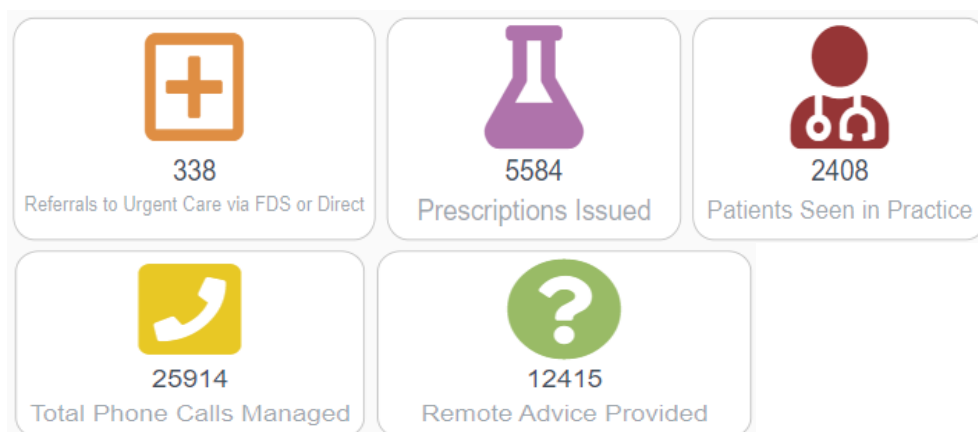 338
Referrals to Urgent Care via FDS or Direct
5584
Prescriptions Issued
2408
Patients Seen in Practice
25914
Total Phone Calls Managed
12415
Remote Advice Provided